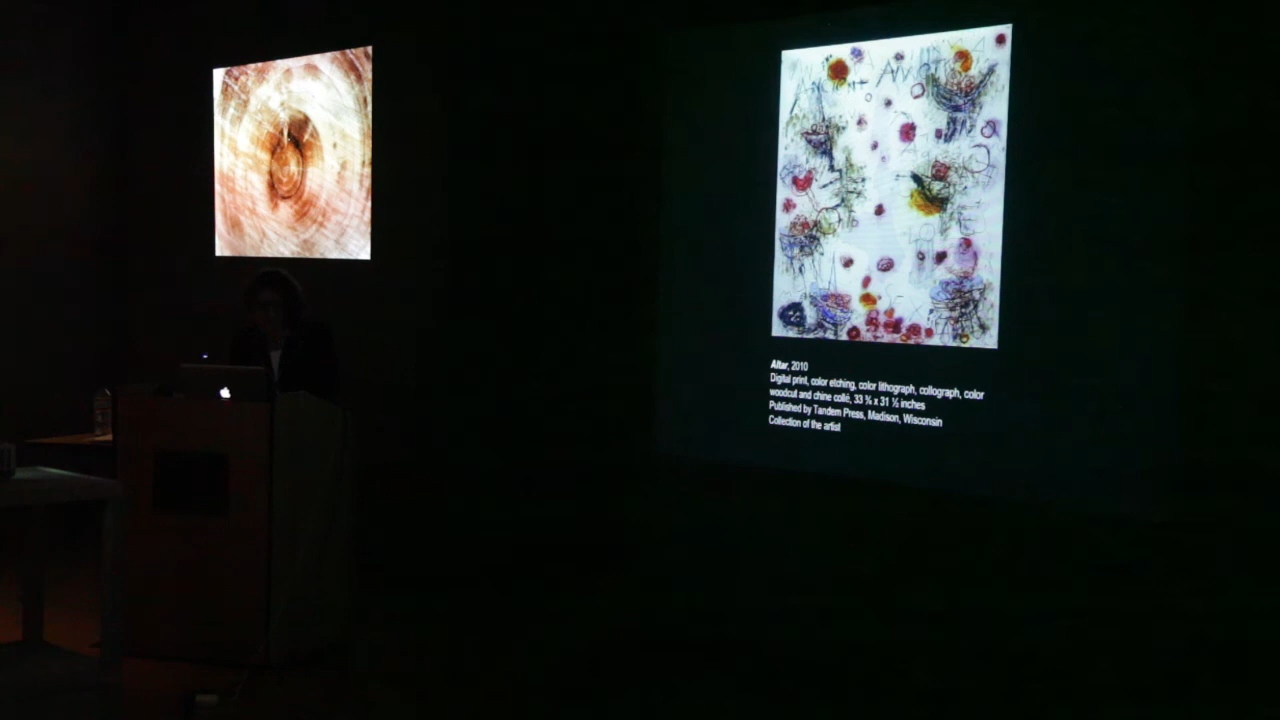 Altar, 2010
Digital print, color etching, color lithograph, collograph, color
woodcut and chine collé, 33 ⅜ x 31 ½ inches
Published by Tandem Press, Madison, Wisconsin
Collection of the artist